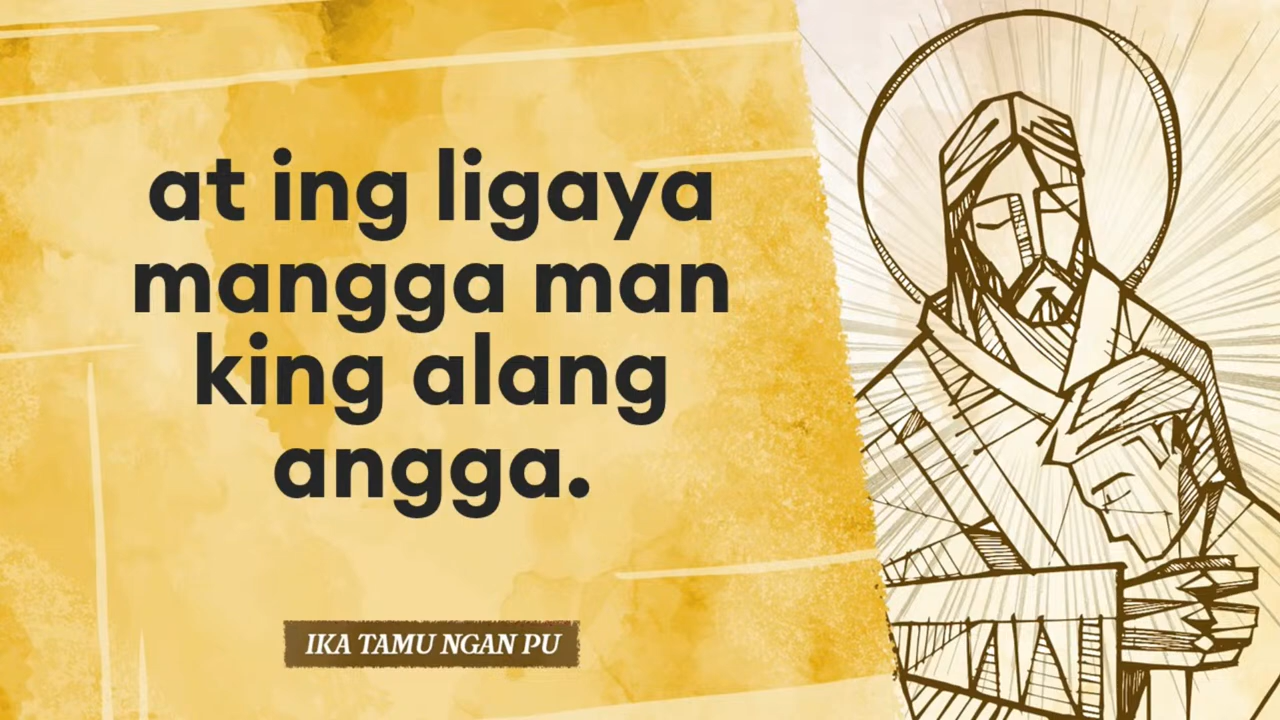 at ing ligaya
mangga man
king alang
angga.
IKA TAMU NGAN PU